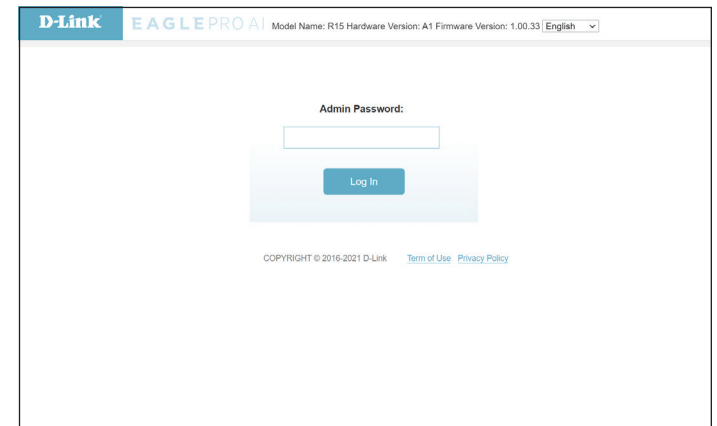 D-Link EAGLE PRO AI Model Name: R15 Hardware Version: A1 Firmware Version: 1.00.33 English
Admin Password:
Log In
COPYRIGHT © 2016-2021 D-Link Term of Use Privacy Policy